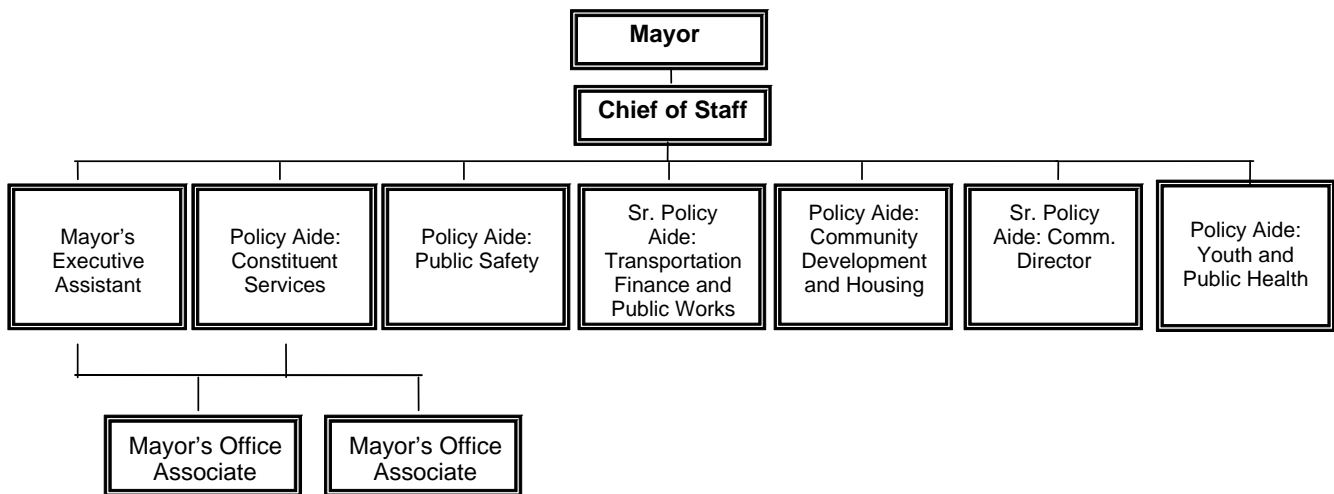 Mayor
Chief of Staff
Mayor’s
Executive
Assistant
Policy Aide:
Constituent
Services
Policy Aide:
Public Safety
Sr. Policy
Aide:
Transportation
Finance and
Public Works
Policy Aide:
Community
Development
and Housing
Sr. Policy
Aide: Comm.
Director
Policy Aide:
Youth and
Public Health
Mayor’s Office
Associate
Mayor’s Office
Associate